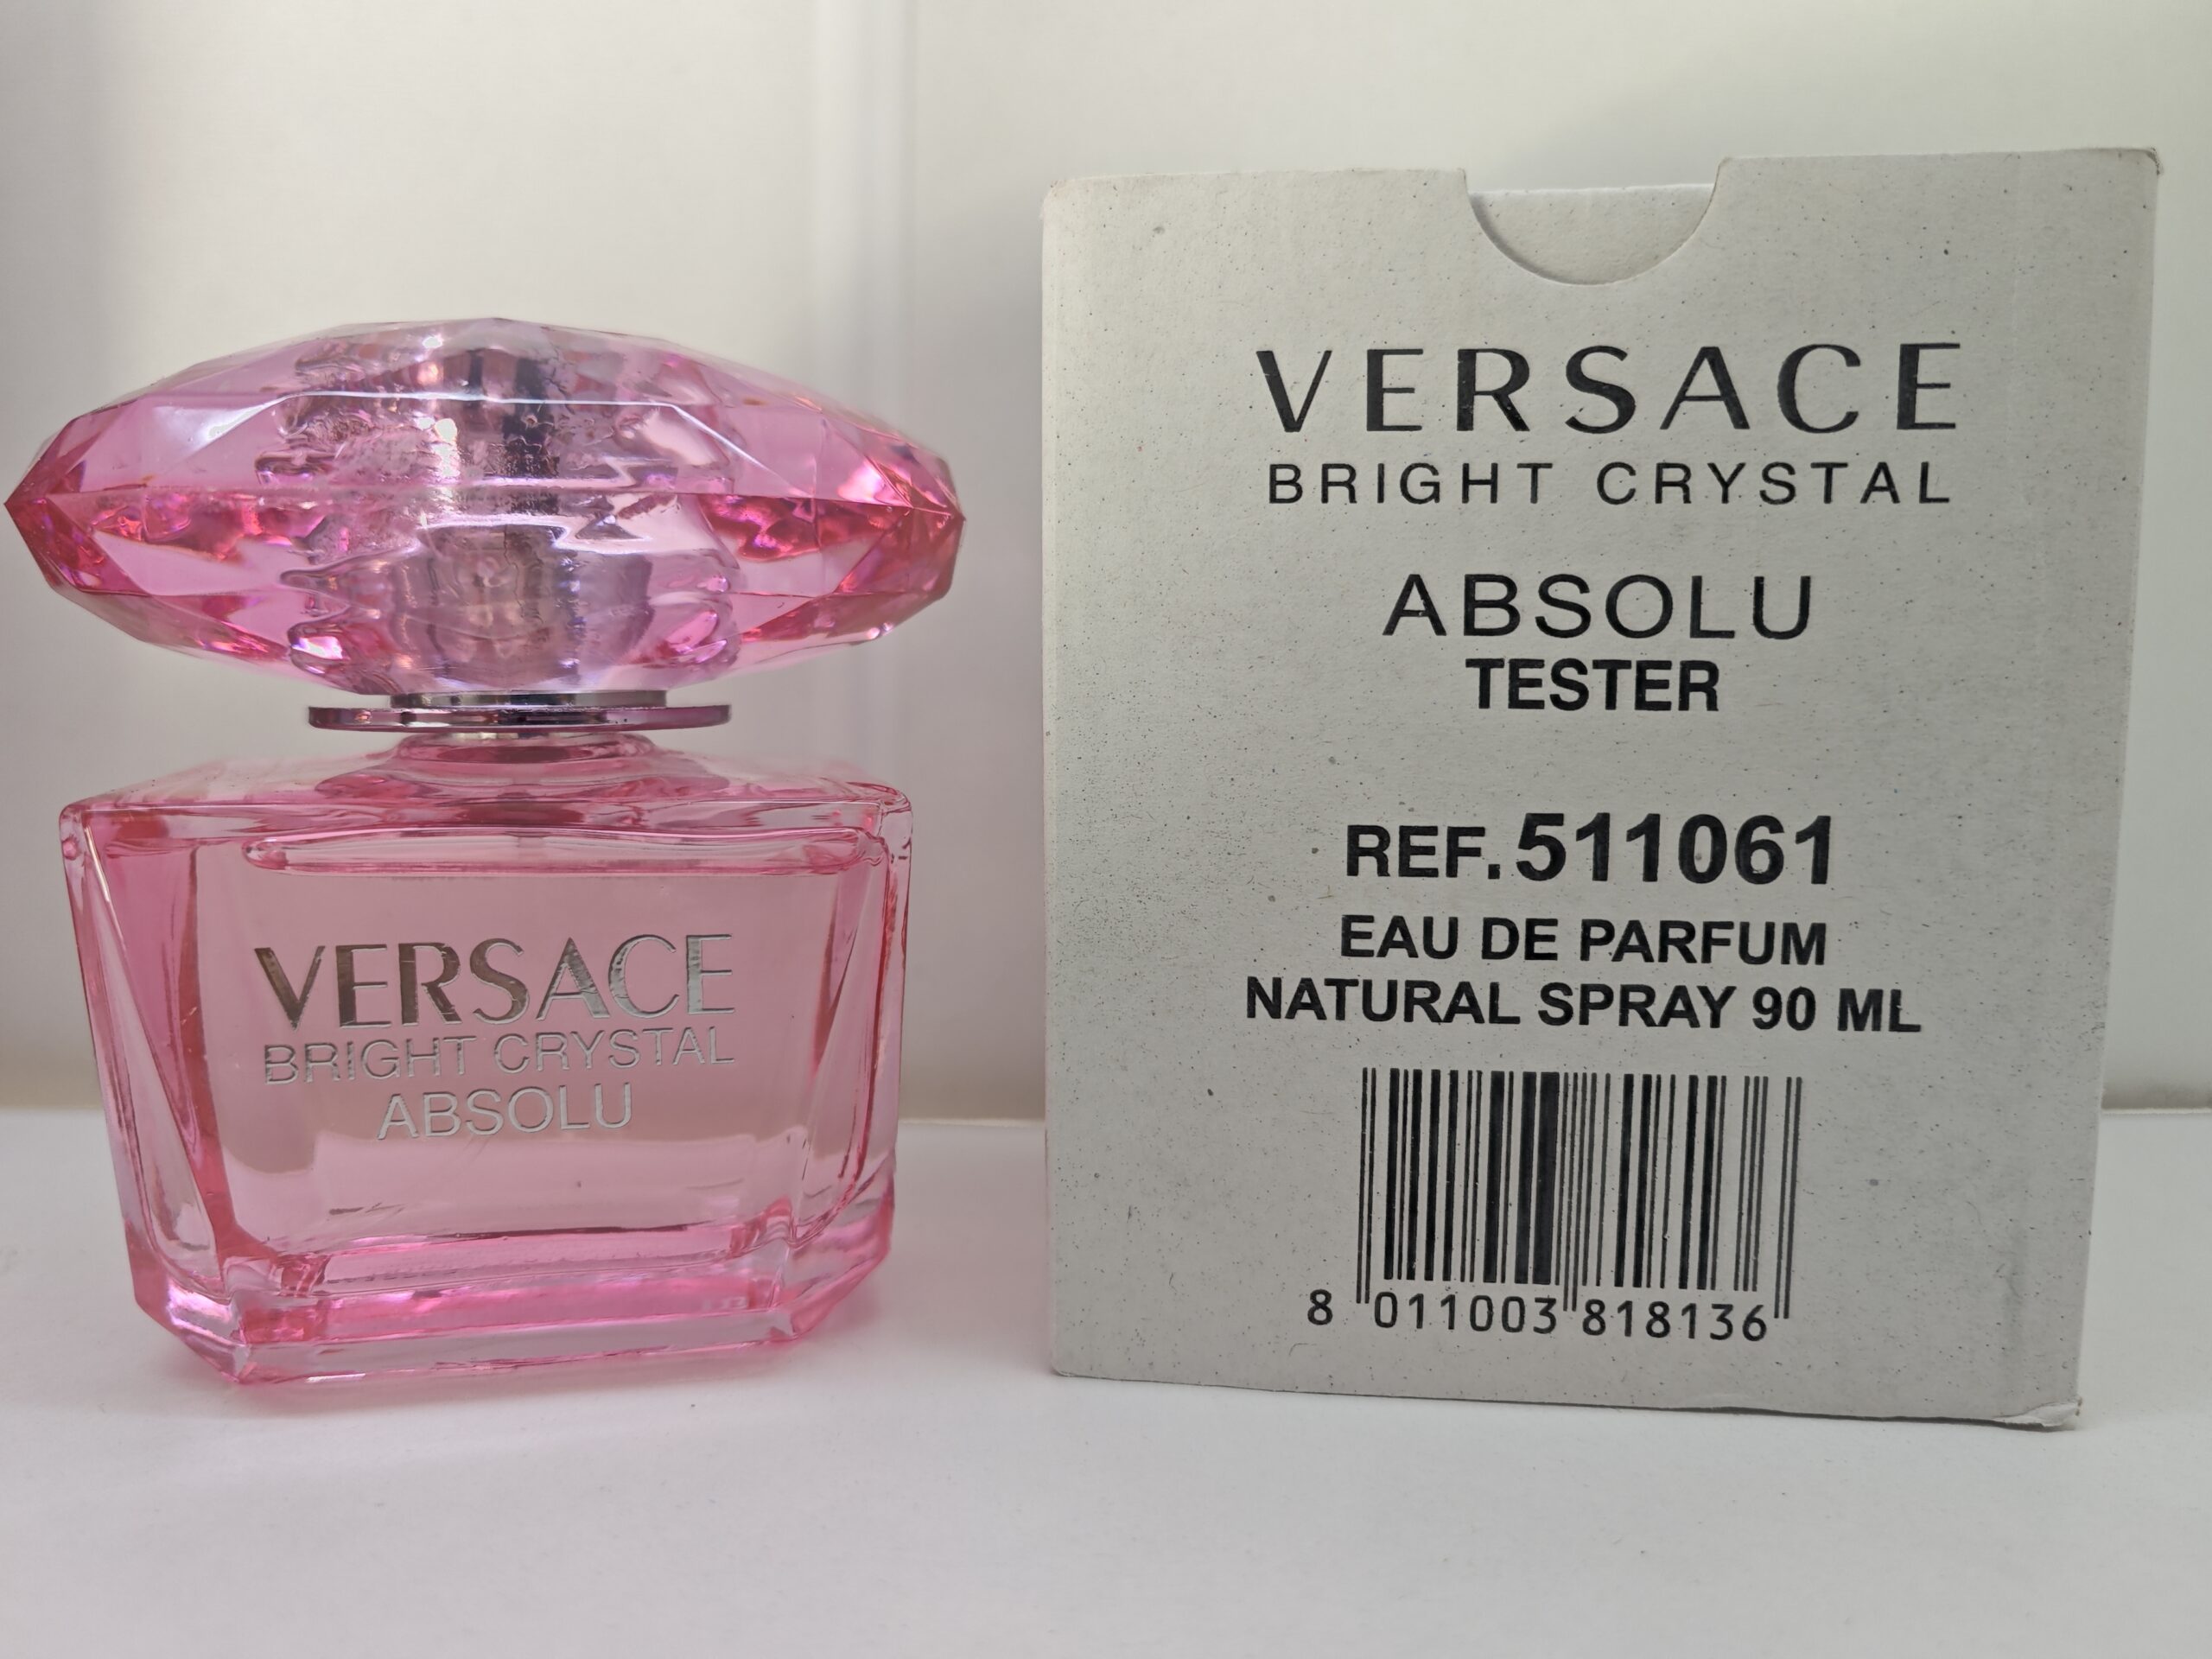 VERSACE
BRIGHT CRYSTAL
ABSOLU
VERSACE
BRIGHT CRYSTAL
ABSOLU
TESTER
REF. 511061
EAU DE PARFUM
NATURAL SPRAY 90 ML
8 011003 818136